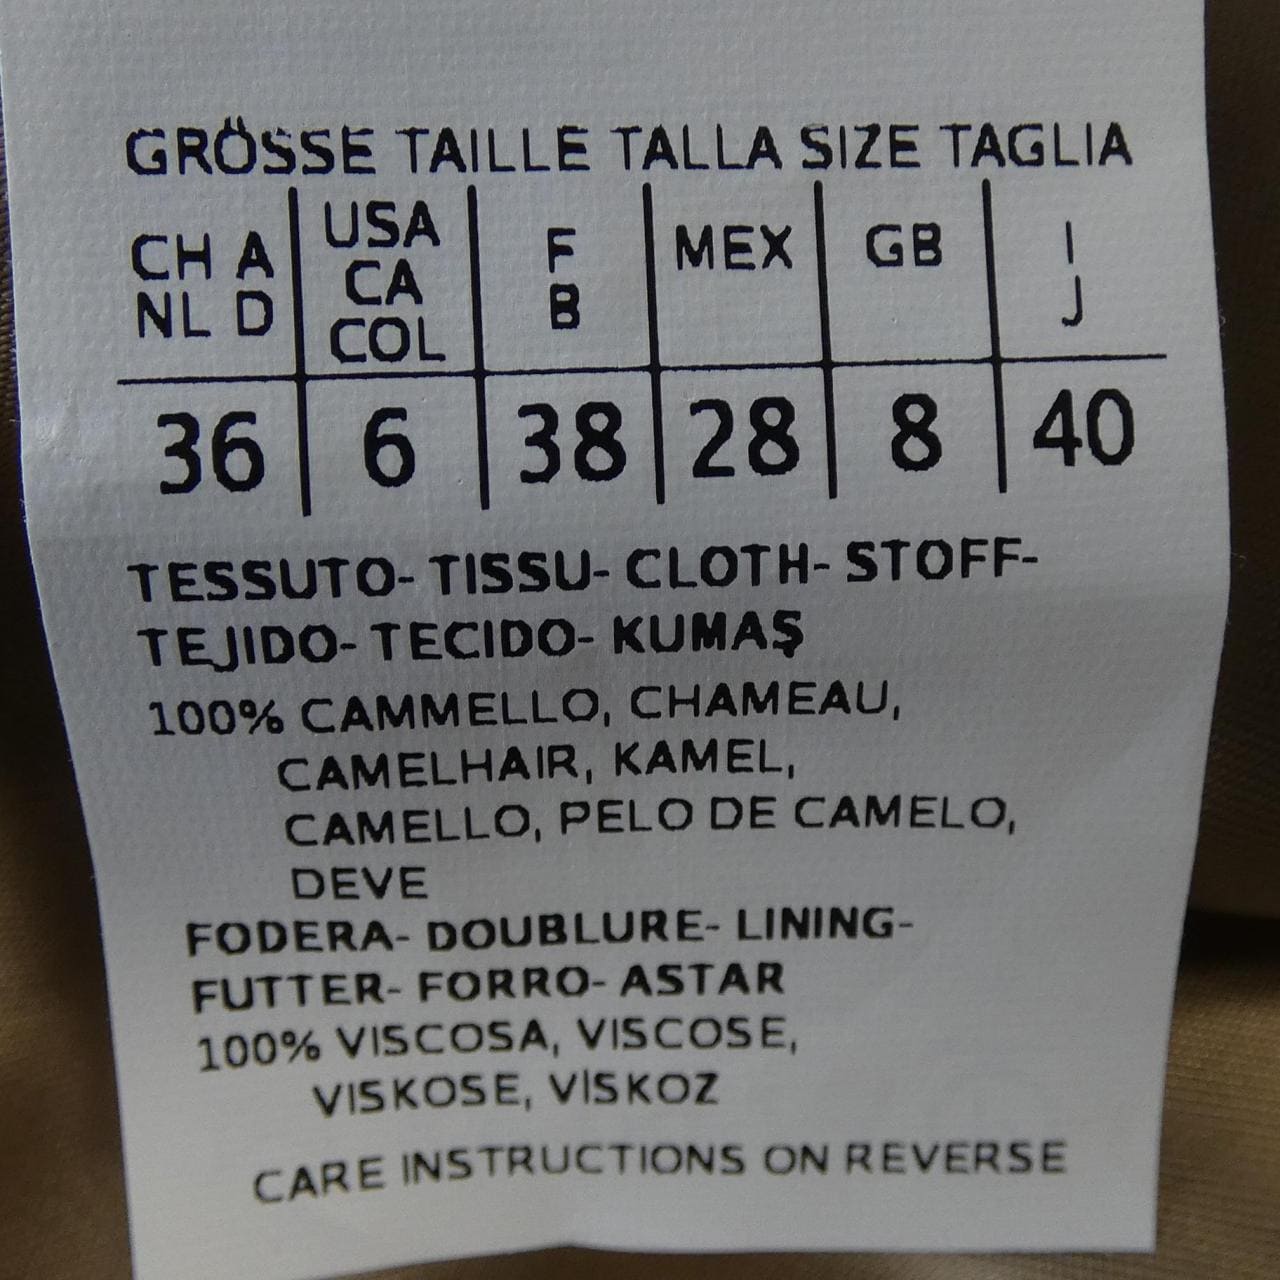 GRÖSSE TAILLE TALLA SIZE TAGLIA
CH A NL D | USA CA COL | F B | MEX | GB | I J
36 | 6 | 38 | 28 | 8 | 40
TESSUTO- TISSU- CLOTH- STOFF-
TEJIDO- TECIDO- KUMAŞ
100% CAMMELLO, CHAMEAU,
CAMELHAIR, KAMEL,
CAMELLO, PELO DE CAMELO,
DEVE
FODERA- DOUBLURE- LINING-
FUTTER- FORRO- ASTAR
100% VISCOSA, VISCOSE,
VISKOSE, VİSKOZ
CARE INSTRUCTIONS ON REVERSE